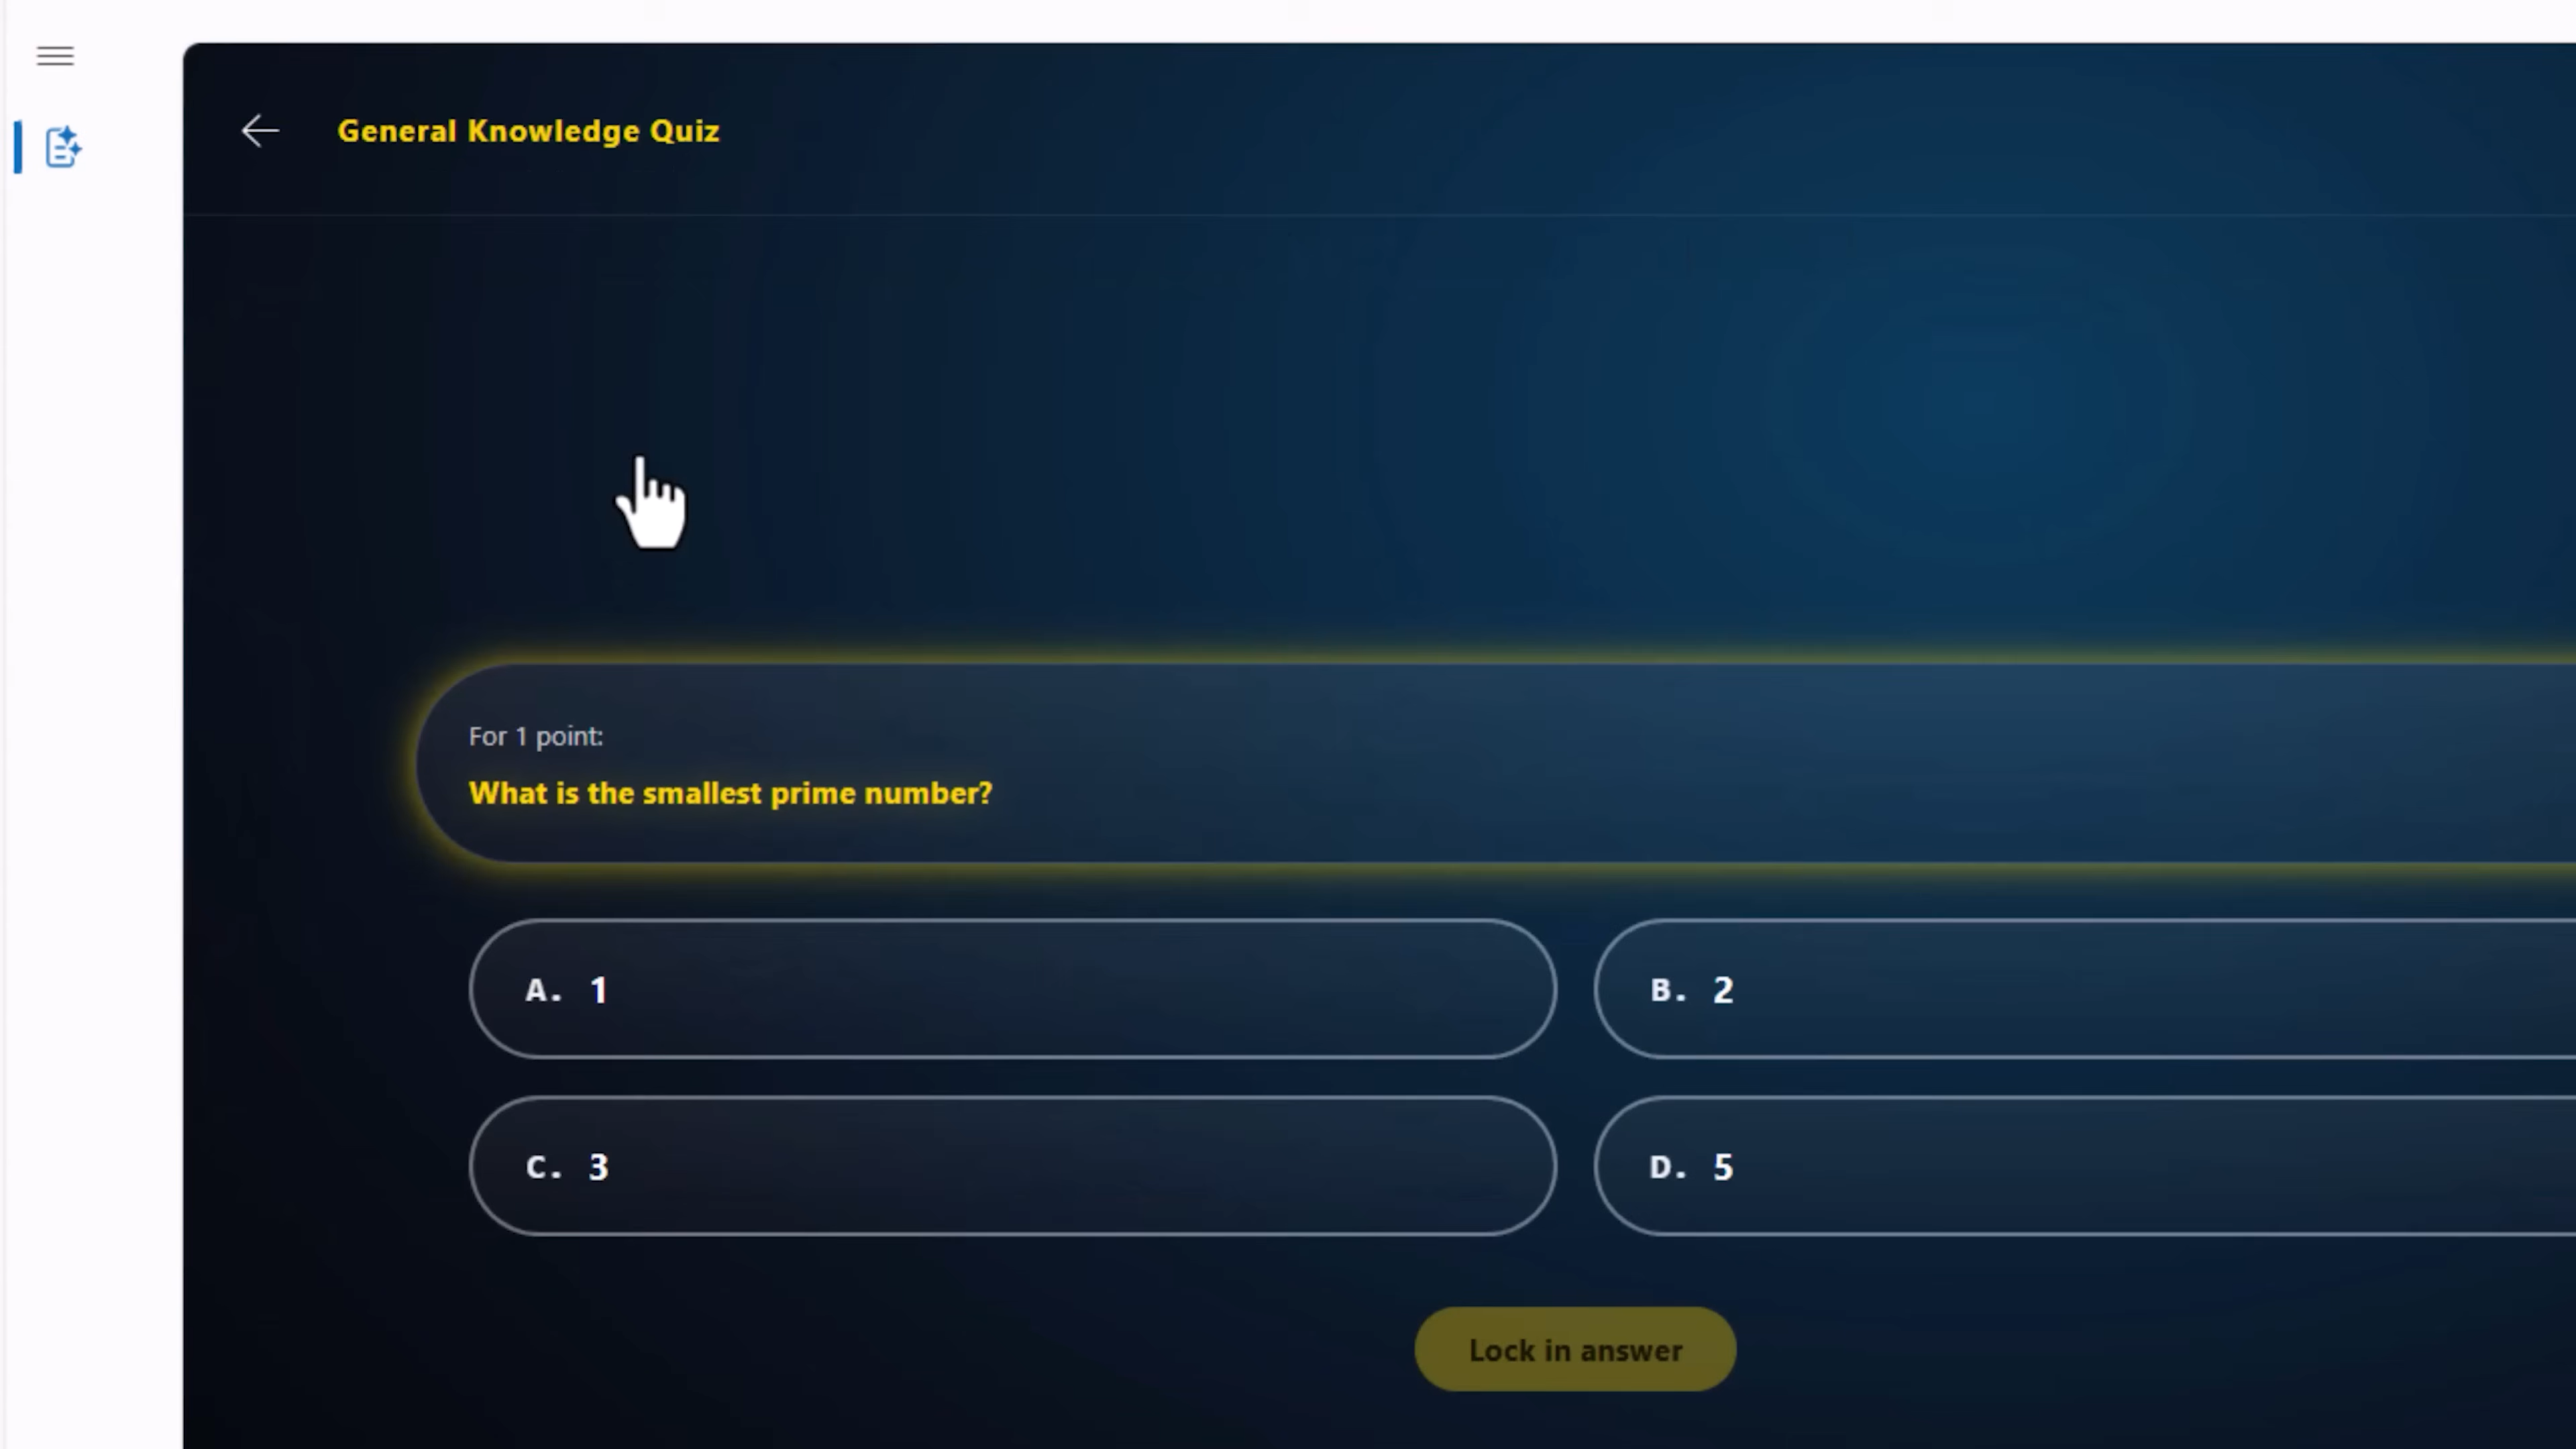 General Knowledge Quiz
For 1 point:
What is the smallest prime number?
A. 1
B. 2
C. 3
D. 5
Lock in answer